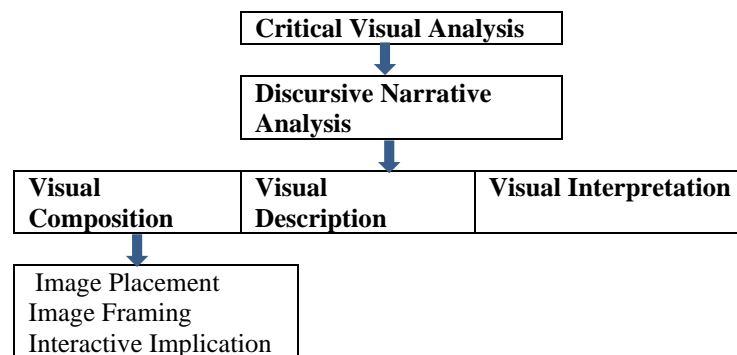 Critical Visual Analysis
Discursive Narrative
Analysis
Visual
Composition
Visual
Description
Visual Interpretation
Image Placement
Image Framing
Interactive Implication